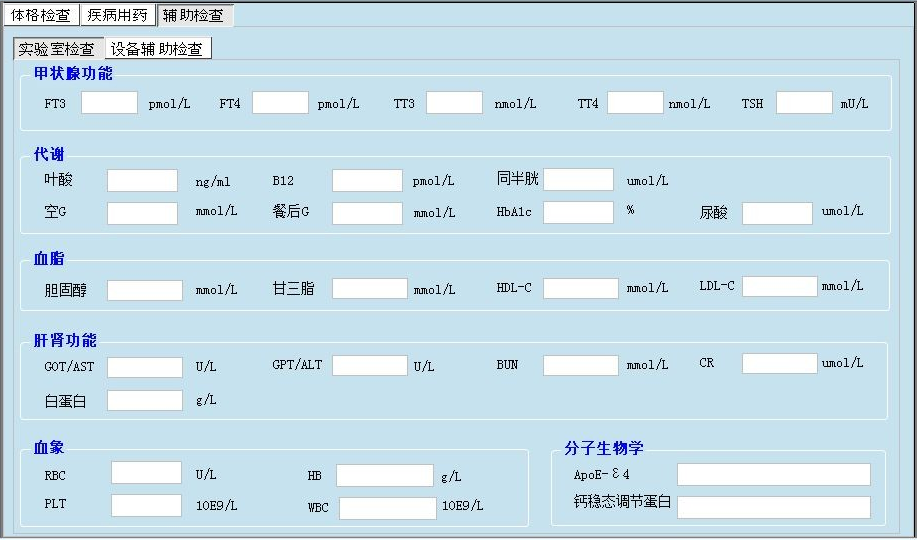 体格检查 疾病用药 辅助检查
实验室检查 设备辅助检查
甲状腺功能
FT3 pmol/L FT4 pmol/L TT3 nmol/L TT4 nmol/L TSH mU/L
代谢
叶酸 ng/ml B12 pmol/L 同半胱 umol/L
空G mmol/L 餐后G mmol/L HbA1c % 尿酸 umol/L
血脂
胆固醇 mmol/L 甘三脂 mmol/L HDL-C mmol/L LDL-C mmol/L
肝肾功能
GOT/AST U/L GPT/ALT U/L BUN mmol/L CR umol/L
白蛋白 g/L
血象 分子生物学
RBC U/L HB g/L ApoE-ε4
PLT 10E9/L WBC 10E9/L 钙稳态调节蛋白